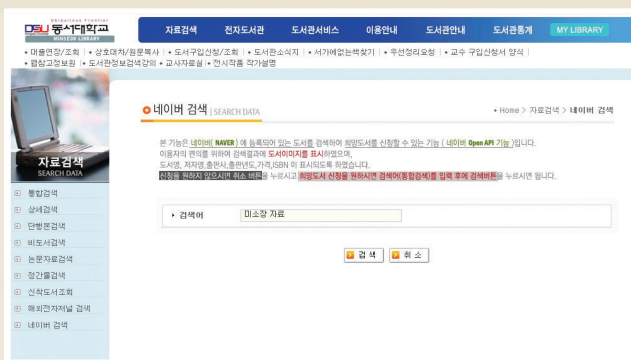 Ubiquitous Frontier
DSU 동서대학교
MINSEOK LIBRARY
자료검색 전자도서관 도서관서비스 이용안내 도서관안내 도서관통계 MY LIBRARY
• 대출연장/조회 | • 상호대차/원문복사 | • 도서구입신청/조회 | • 도서관소식지 | • 서가에없는책찾기 | • 우선정리요청 | • 교수 구입신청서 양식 |
• 웹참고정보원 | • 도서관정보검색강의 • 교사자료실 | • 전시작품 작가설명
자료검색
SEARCH DATA
통합검색
상세검색
단행본검색
비도서검색
논문자료검색
정간물검색
신착도서조회
해외전자저널 검색
네이버 검색
네이버 검색 | SEARCH DATA
• Home > 자료검색 > 네이버 검색
본 기능은 네이버( NAVER ) 에 등록되어 있는 도서를 검색하여 희망도서를 신청할 수 있는 기능 ( 네이버 Open API 기능 )입니다.
이용자의 편의를 위하여 검색결과에 도서이미지를 표시하였으며,
도서명, 저자명,출판사,출판년도,가격,ISBN 이 표시되도록 하였습니다.
신청을 원하지 않으시면 취소 버튼을 누르시고 희망도서 신청을 원하시면 검색어(통합검색)를 입력 후에 검색버튼을 누르시면 됩니다.
검색어 미소장 자료
검 색 취 소